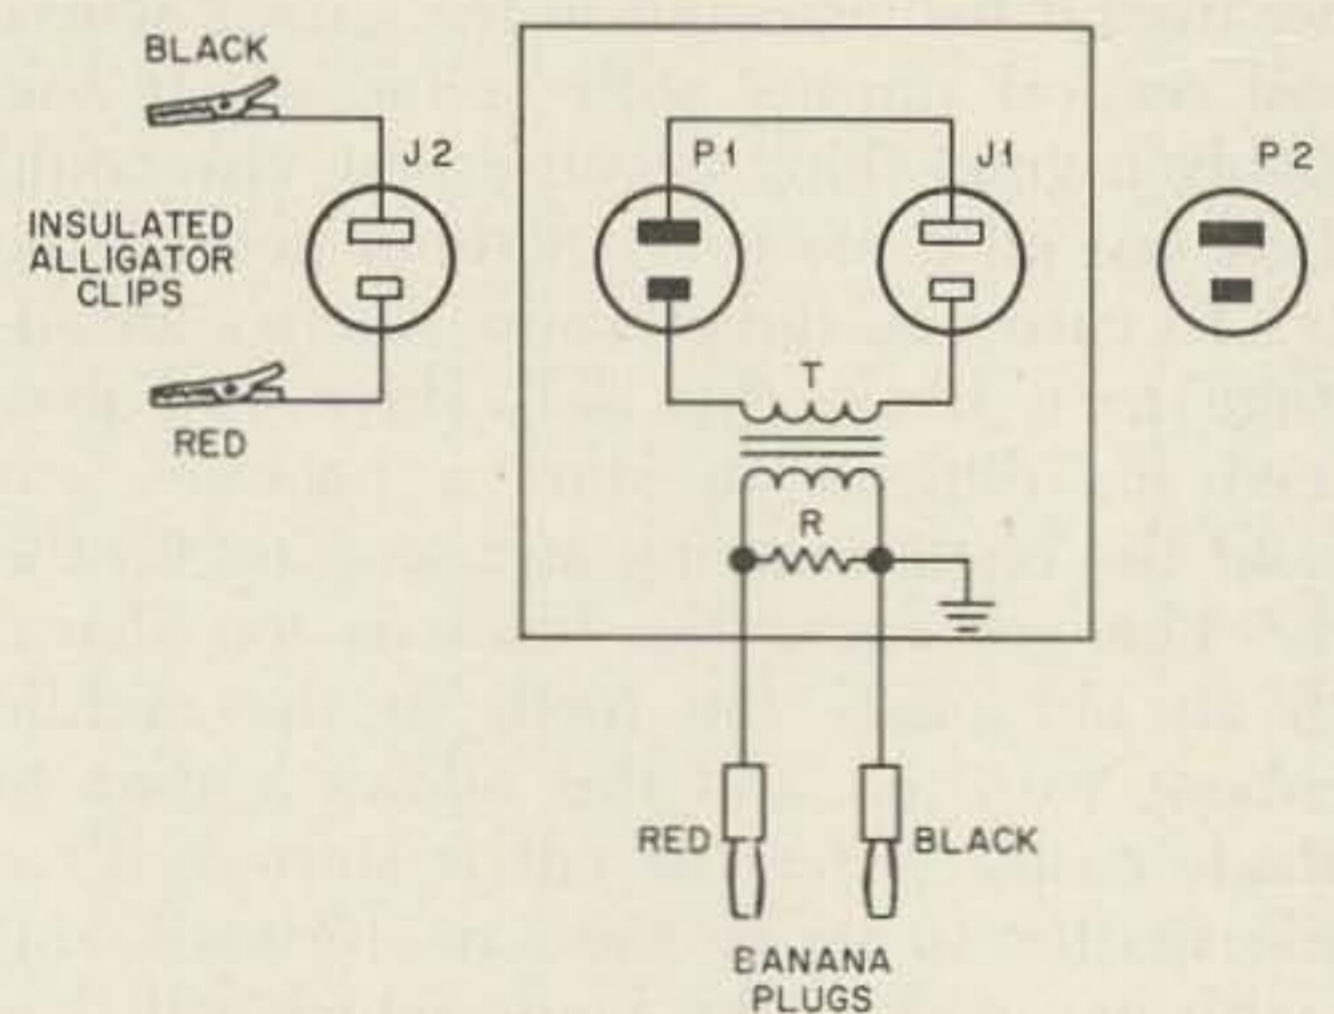 BLACK
J2
P1
J1
P2
INSULATED
ALLIGATOR
CLIPS
T
RED
R
RED
BLACK
BANANA
PLUGS